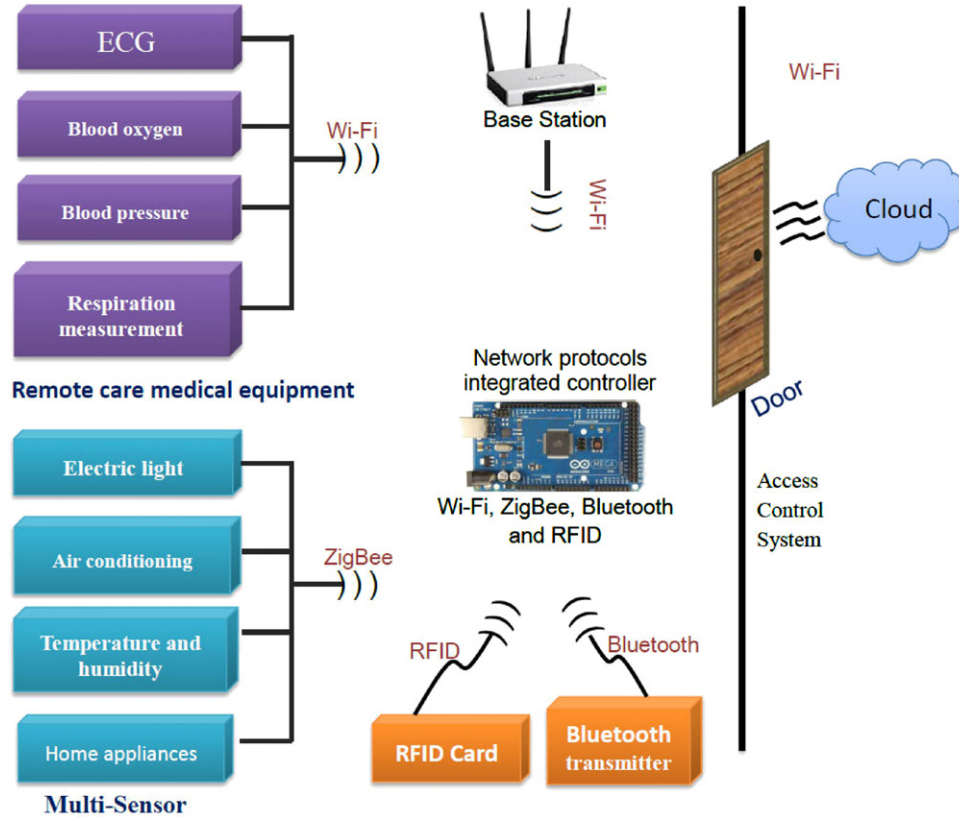 ECG
Blood oxygen
Blood pressure
Respiration
measurement
Wi-Fi
Remote care medical equipment
Base Station
Wi-Fi
Wi-Fi
Cloud
Door
Access
Control
System
Network protocols
integrated controller
MEGA
Wi-Fi, ZigBee, Bluetooth
and RFID
Electric light
Air conditioning
Temperature and
humidity
Home appliances
ZigBee
Multi-Sensor
RFID
Bluetooth
RFID Card
Bluetooth
transmitter